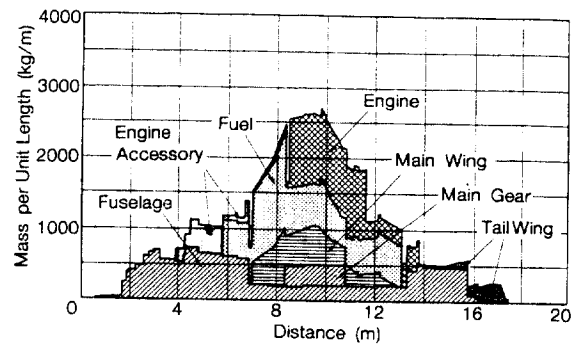 Mass per Unit Length (kg/m)
4000
3000
2000
1000
0
Engine
Accessory
Fuselage
Fuel
Engine
Main Wing
Main Gear
Tail Wing
4
8
12
16
20
Distance (m)